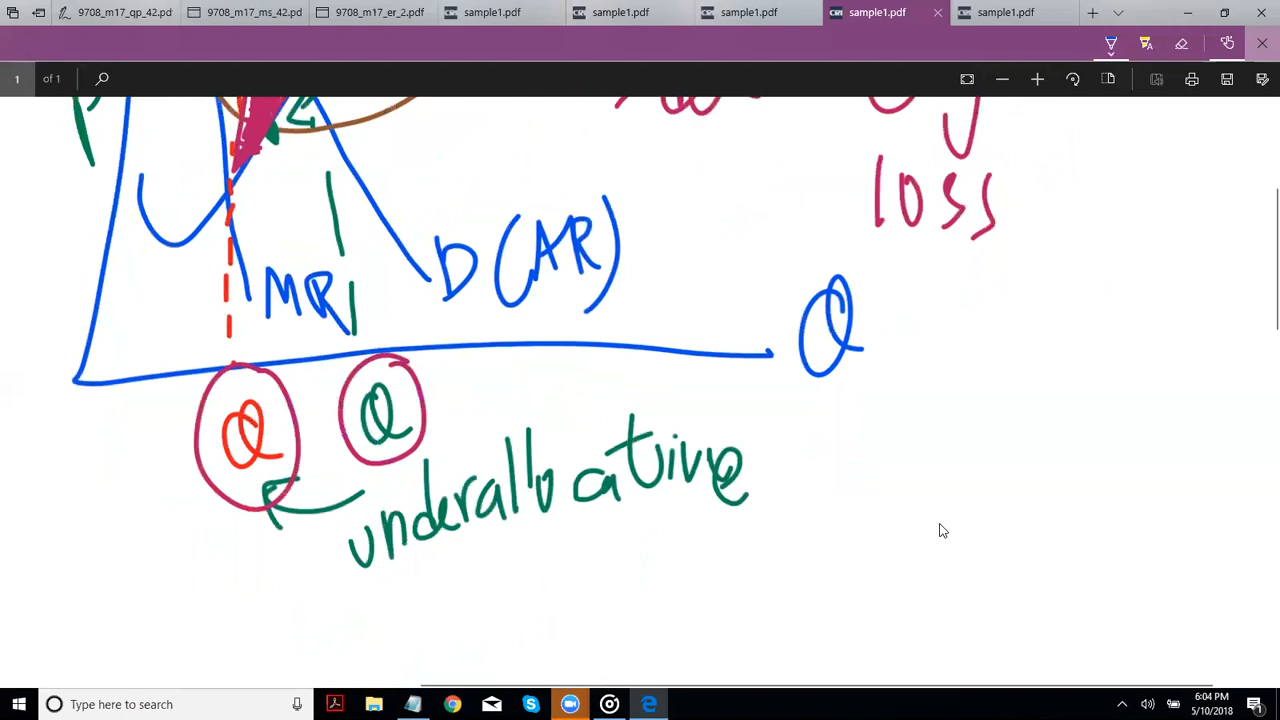 9708_m17_qp_42.pd 9708_m17_ms_42.pd 9708_m17_er_2.pdf sample1.pdf sample1.pdf sample1.pdf sample1.pdf sample1.pdf
1 of 1
loss
D(AR)
MR
Q
Q Q
underallocative
Type here to search
6:04 PM
5/10/2018